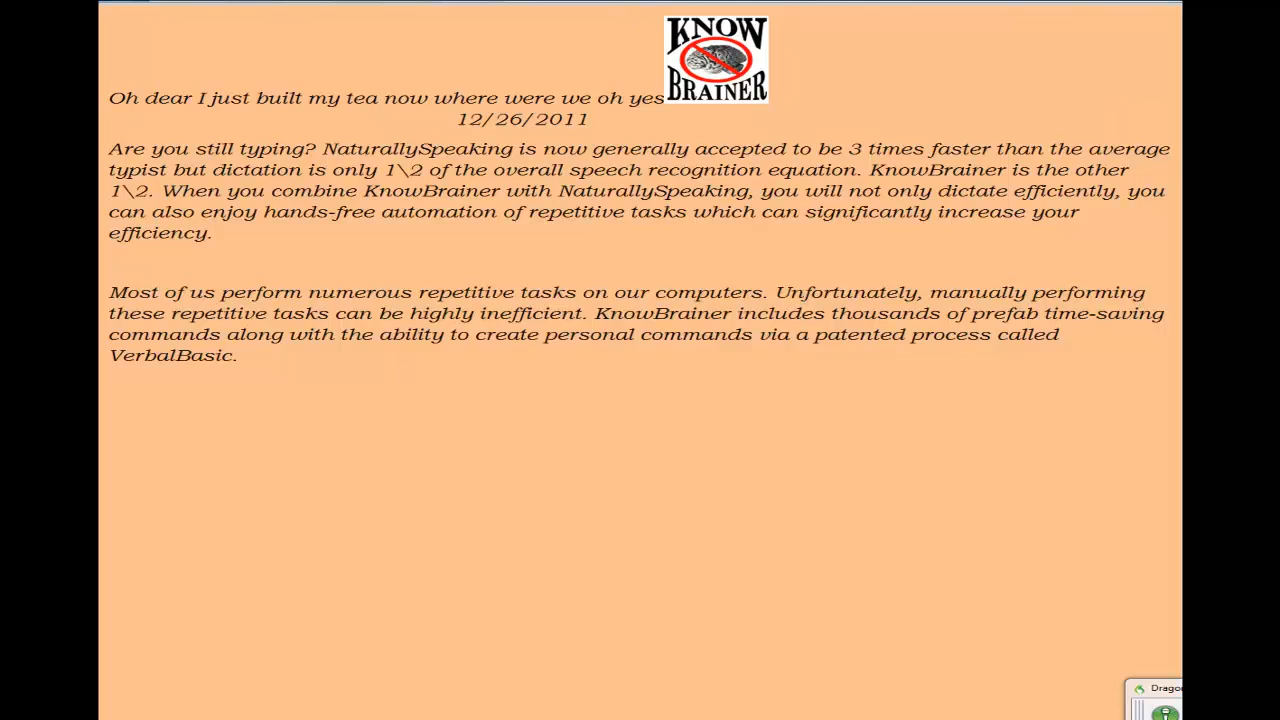 KNOW
BRAINER
Oh dear I just built my tea now where were we oh yes
12/26/2011
Are you still typing? NaturallySpeaking is now generally accepted to be 3 times faster than the average
typist but dictation is only 1\2 of the overall speech recognition equation. KnowBrainer is the other
1\2. When you combine KnowBrainer with NaturallySpeaking, you will not only dictate efficiently, you
can also enjoy hands-free automation of repetitive tasks which can significantly increase your
efficiency.
Most of us perform numerous repetitive tasks on our computers. Unfortunately, manually performing
these repetitive tasks can be highly inefficient. KnowBrainer includes thousands of prefab time-saving
commands along with the ability to create personal commands via a patented process called
VerbalBasic.